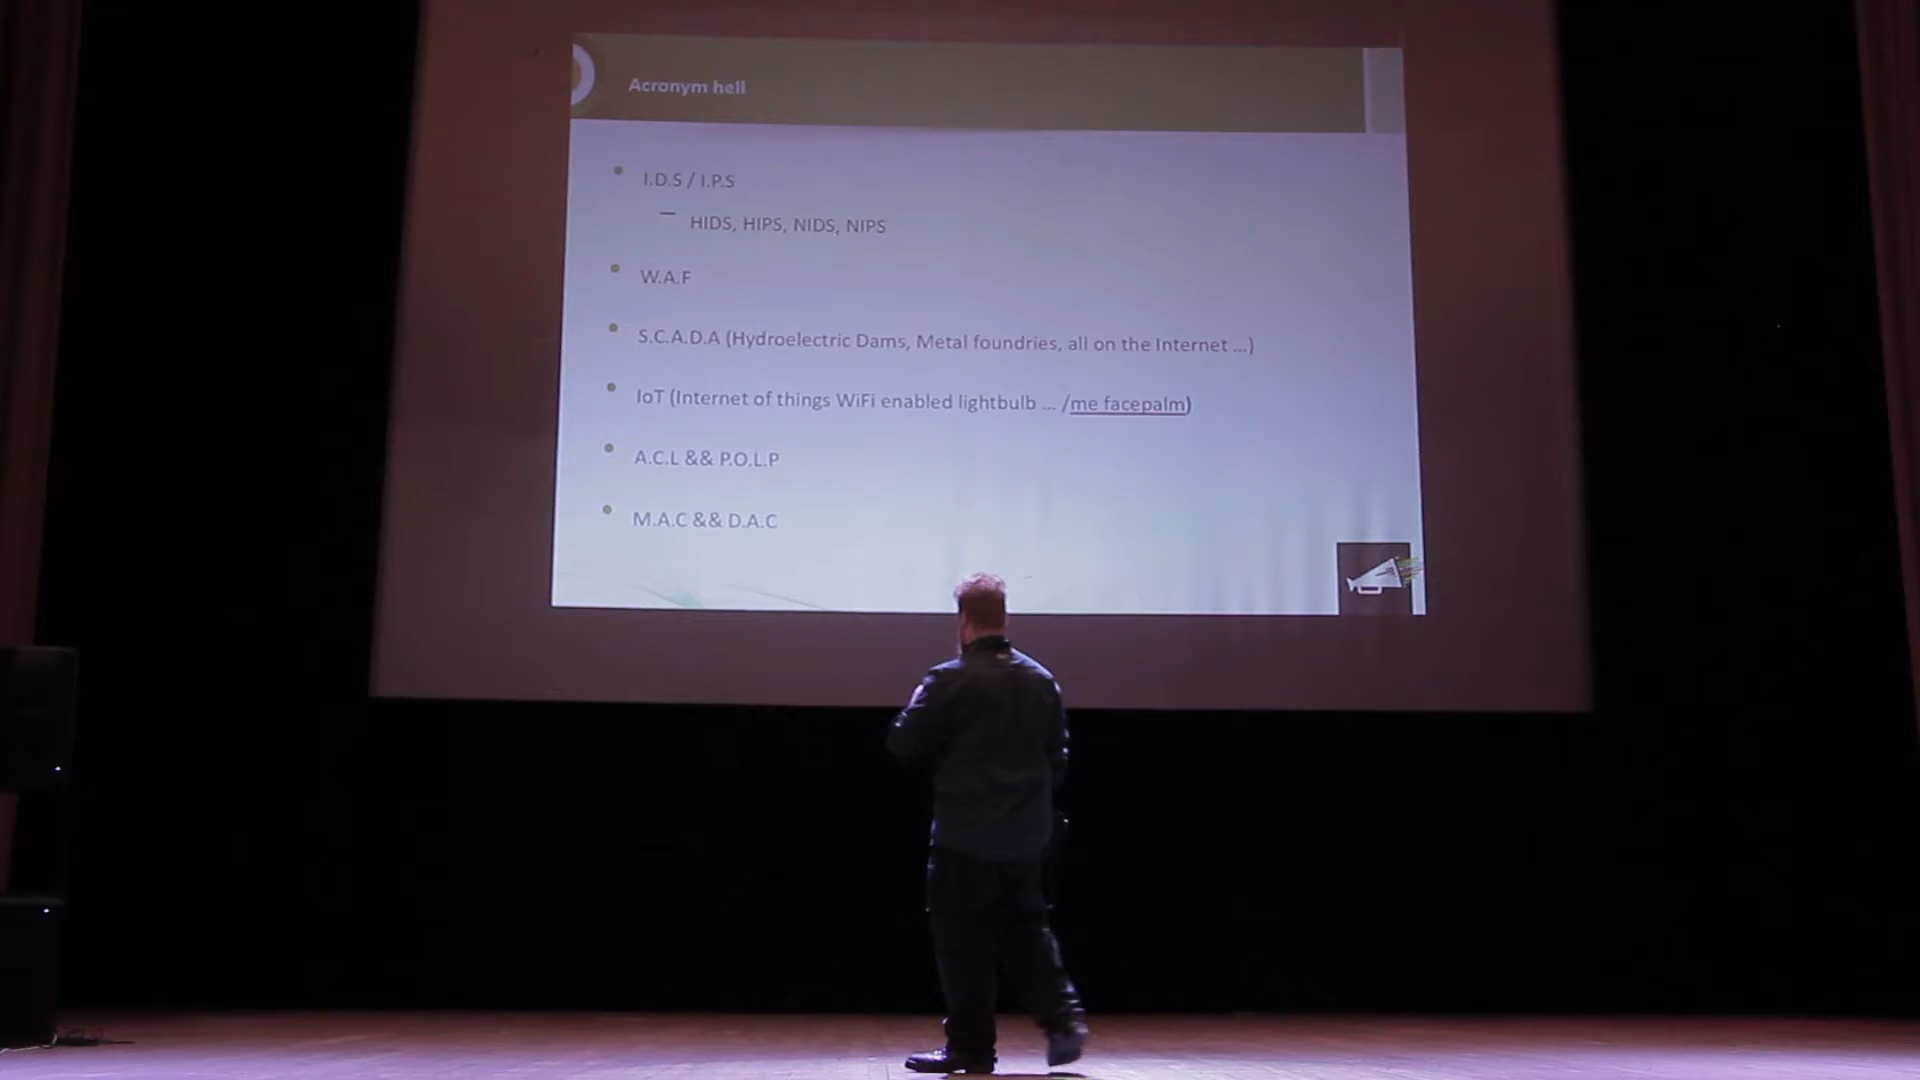 Acronym hell
I.D.S / I.P.S
HIDS, HIPS, NIDS, NIPS
W.A.F
S.C.A.D.A (Hydroelectric Dams, Metal foundries, all on the Internet ...)
IoT (Internet of things WiFi enabled lightbulb ... /me facepalm)
A.C.L && P.O.L.P
M.A.C && D.A.C